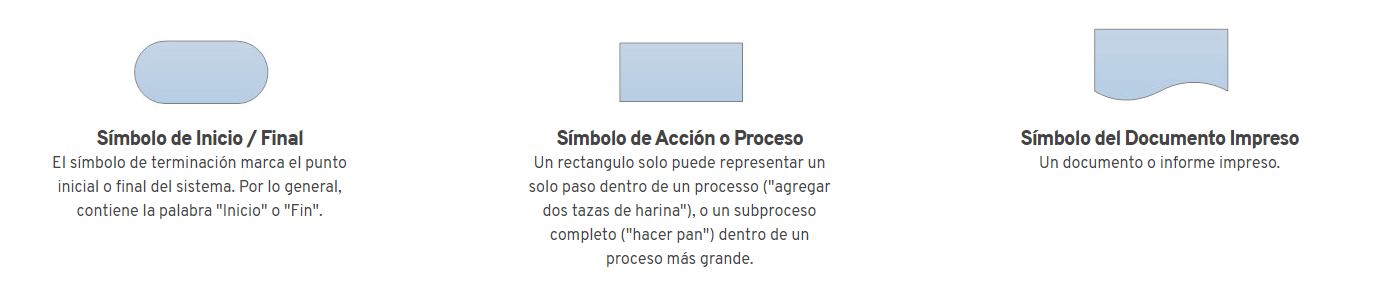 Símbolo de Inicio / Final
El símbolo de terminación marca el punto
inicial o final del sistema. Por lo general,
contiene la palabra "Inicio" o "Fin".
Símbolo de Acción o Proceso
Un rectangulo solo puede representar un
solo paso dentro de un processo ("agregar
dos tazas de harina"), o un subproceso
completo ("hacer pan") dentro de un
proceso más grande.
Símbolo del Documento Impreso
Un documento o informe impreso.